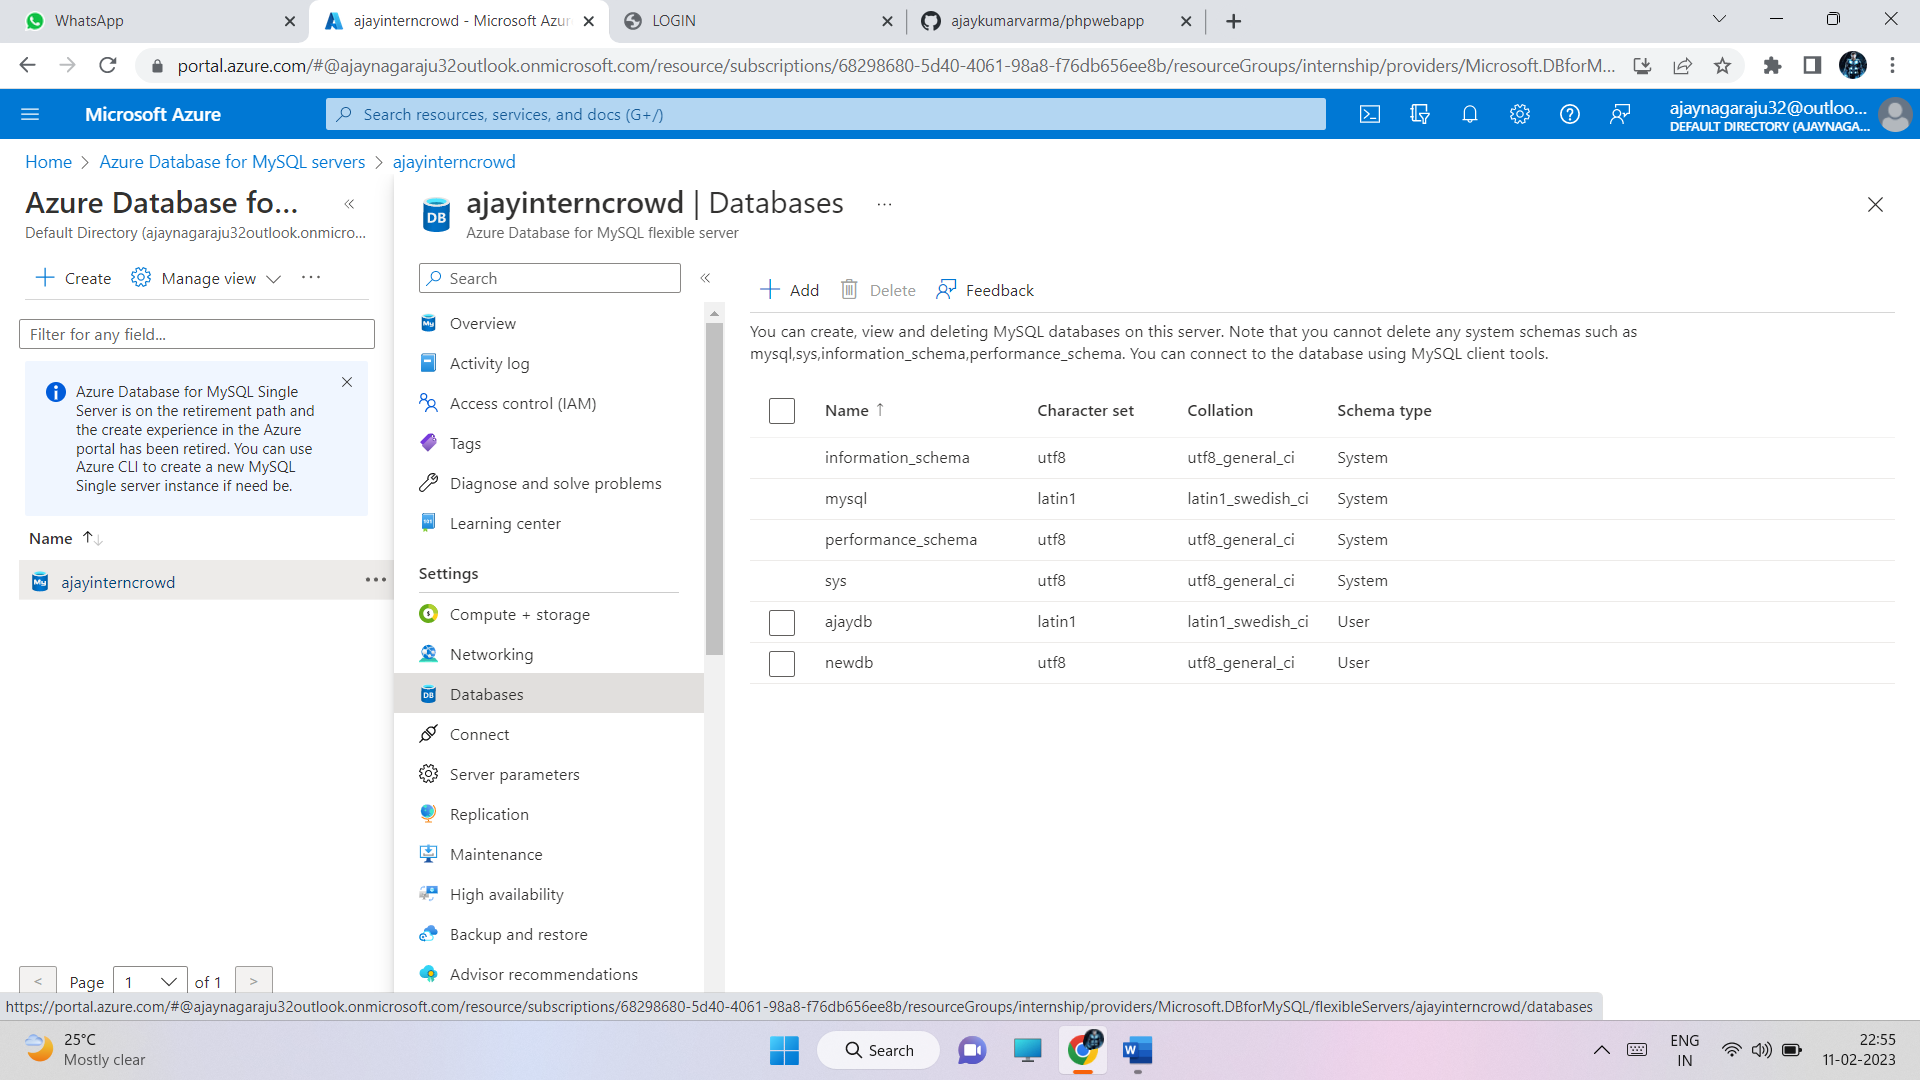 WhatsApp
ajayinterncrowd - Microsoft Azu
LOGIN
ajaykumarvarma/phpwebapp
portal.azure.com/#@ajaynagaraju32outlook.onmicrosoft.com/resource/subscriptions/68298680-5d40-4061-98a8-f76db656ee8b/resourceGroups/internship/providers/Microsoft.DBforM...
Microsoft Azure
Search resources, services, and docs (G+/)
ajaynagaraju32@outloo...
DEFAULT DIRECTORY (AJAYNAGA...
Home > Azure Database for MySQL servers > ajayinterncrowd
Azure Database fo... «
Default Directory (ajaynagaraju32outlook.onmicro...
+ Create Manage view ...
Filter for any field...
Azure Database for MySQL Single
Server is on the retirement path and
the create experience in the Azure
portal has been retired. You can use
Azure CLI to create a new MySQL
Single server instance if need be.
Name ↑↓
My ajayinterncrowd ...
< Page 1 of 1 >
DB ajayinterncrowd | Databases ...
Azure Database for MySQL flexible server
Search «
Overview
Activity log
Access control (IAM)
Tags
Diagnose and solve problems
Learning center
Settings
Compute + storage
Networking
Databases
Connect
Server parameters
Replication
Maintenance
High availability
Backup and restore
Advisor recommendations
+ Add Delete Feedback
You can create, view and deleting MySQL databases on this server. Note that you cannot delete any system schemas such as
mysql,sys,information_schema,performance_schema. You can connect to the database using MySQL client tools.
Name ↑ Character set Collation Schema type
information_schema utf8 utf8_general_ci System
mysql latin1 latin1_swedish_ci System
performance_schema utf8 utf8_general_ci System
sys utf8 utf8_general_ci System
ajaydb latin1 latin1_swedish_ci User
newdb utf8 utf8_general_ci User
https://portal.azure.com/#@ajaynagaraju32outlook.onmicrosoft.com/resource/subscriptions/68298680-5d40-4061-98a8-f76db656ee8b/resourceGroups/internship/providers/Microsoft.DBforMySQL/flexibleServers/ajayinterncrowd/databases
25°C
Mostly clear
Search
W
ENG
IN
22:55
11-02-2023